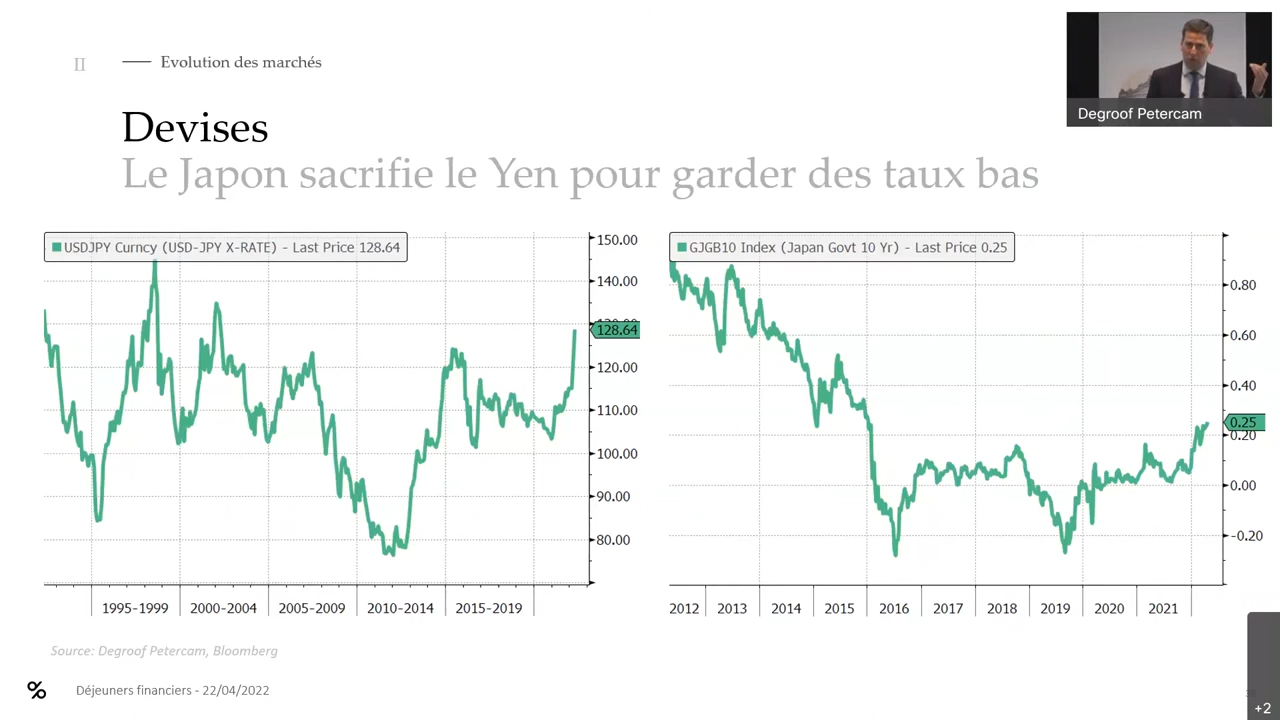 II
Evolution des marchés
Degroof Petercam
Devises
Le Japon sacrifie le Yen pour garder des taux bas
USDJPY Curncy (USD-JPY X-RATE) - Last Price 128.64
150.00
140.00
128.64
120.00
110.00
100.00
90.00
80.00
1995-1999 2000-2004 2005-2009 2010-2014 2015-2019
GJGB10 Index (Japan Govt 10 Yr) - Last Price 0.25
0.80
0.60
0.40
0.25
0.20
0.00
-0.20
2012 2013 2014 2015 2016 2017 2018 2019 2020 2021
Source: Degroof Petercam, Bloomberg
Déjeuners financiers - 22/04/2022
+2